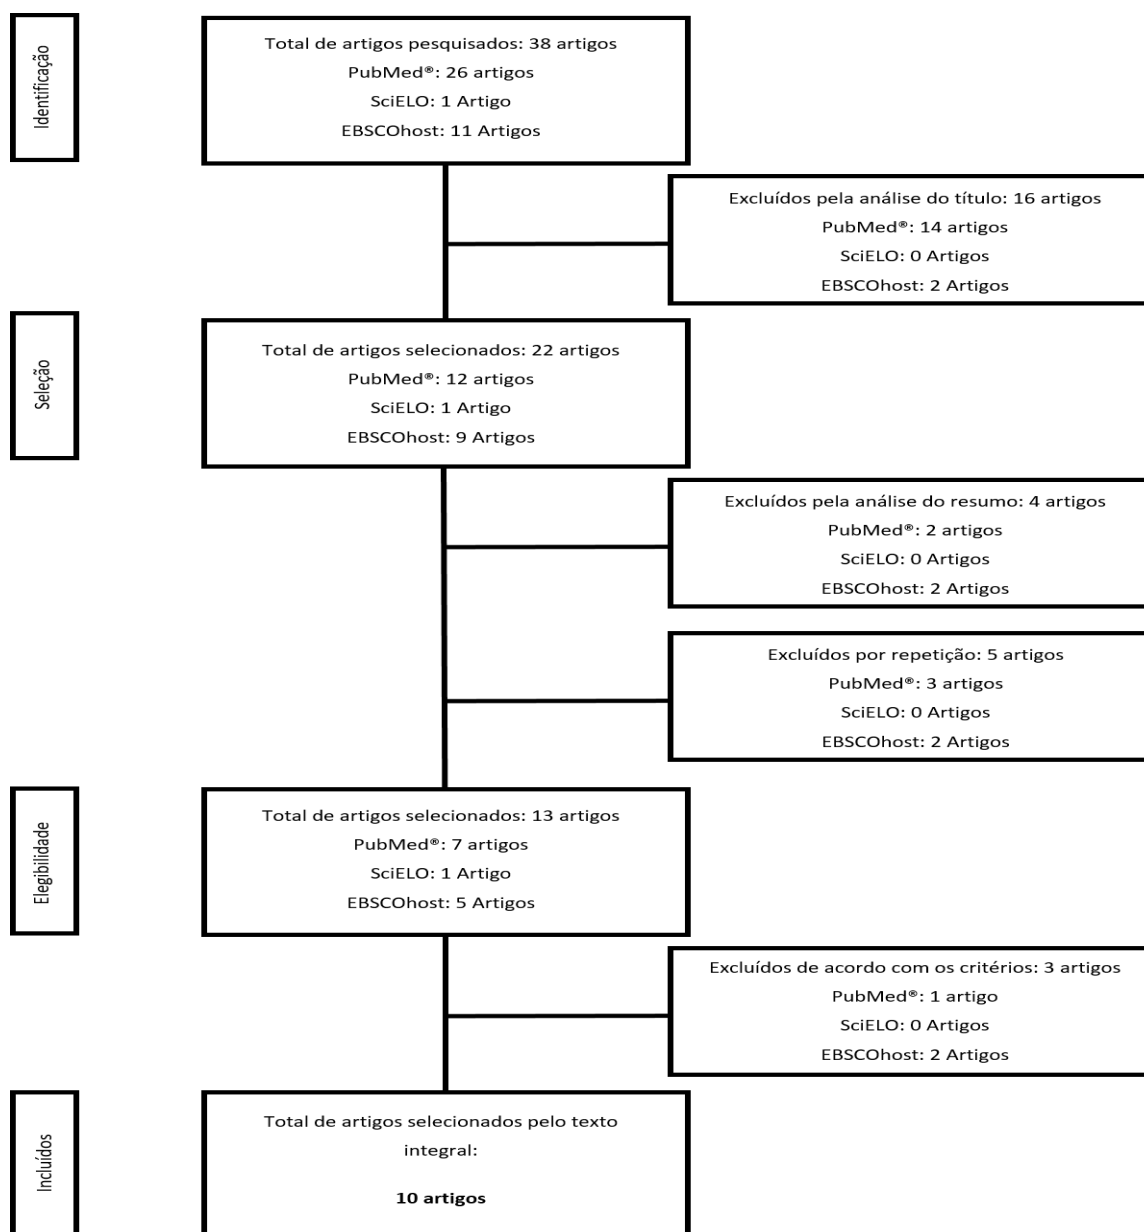 Identificação
Total de artigos pesquisados: 38 artigos
PubMed®: 26 artigos
SciELO: 1 Artigo
EBSCOhost: 11 Artigos
Excluídos pela análise do título: 16 artigos
PubMed®: 14 artigos
SciELO: 0 Artigos
EBSCOhost: 2 Artigos
Seleção
Total de artigos selecionados: 22 artigos
PubMed®: 12 artigos
SciELO: 1 Artigo
EBSCOhost: 9 Artigos
Excluídos pela análise do resumo: 4 artigos
PubMed®: 2 artigos
SciELO: 0 Artigos
EBSCOhost: 2 Artigos
Excluídos por repetição: 5 artigos
PubMed®: 3 artigos
SciELO: 0 Artigos
EBSCOhost: 2 Artigos
Elegibilidade
Total de artigos selecionados: 13 artigos
PubMed®: 7 artigos
SciELO: 1 Artigo
EBSCOhost: 5 Artigos
Excluídos de acordo com os critérios: 3 artigos
PubMed®: 1 artigo
SciELO: 0 Artigos
EBSCOhost: 2 Artigos
Incluídos
Total de artigos selecionados pelo texto
integral:
10 artigos